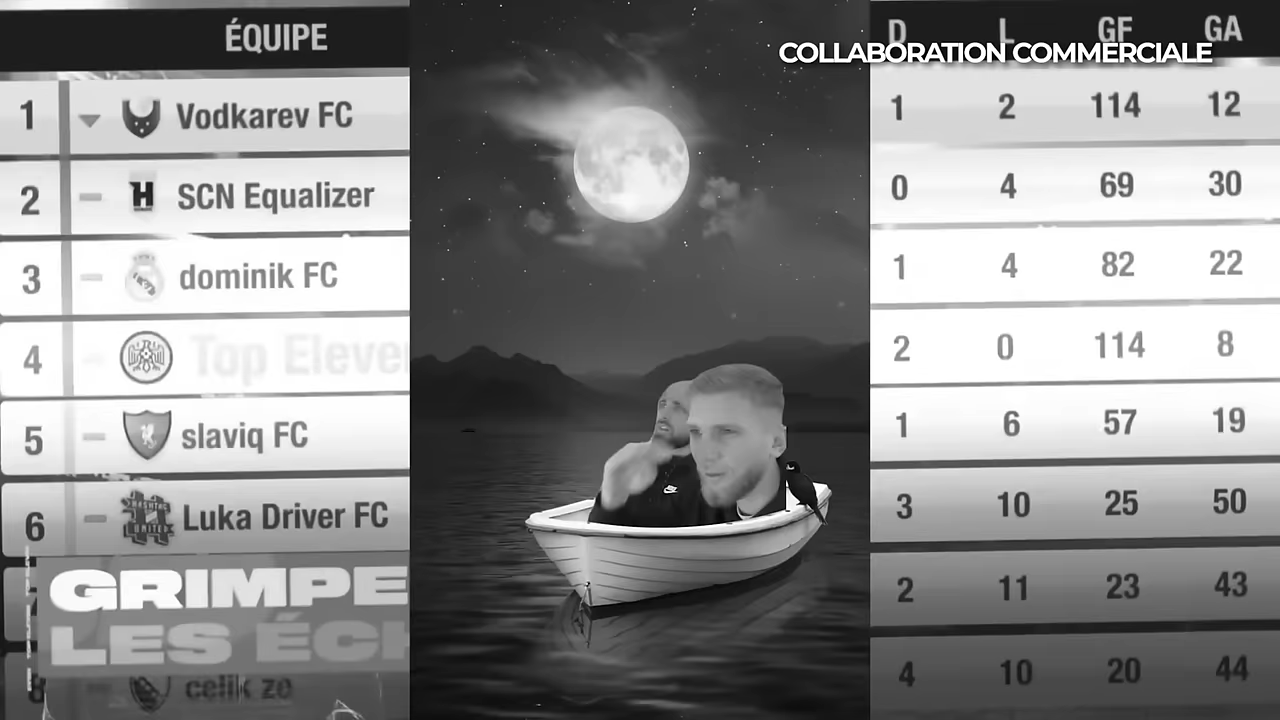 ÉQUIPE D L GF GA
COLLABORATION COMMERCIALE
1 Vodkarev FC 1 2 114 12
2 H SCN Equalizer 0 4 69 30
3 dominik FC 1 4 82 22
4 Top Eleve 2 0 114 8
5 slaviq FC 1 6 57 19
6 Luka Driver FC 3 10 25 50
2 11 23 43
GRIMPE
LES ÉCH
8 celik ze 4 10 20 44